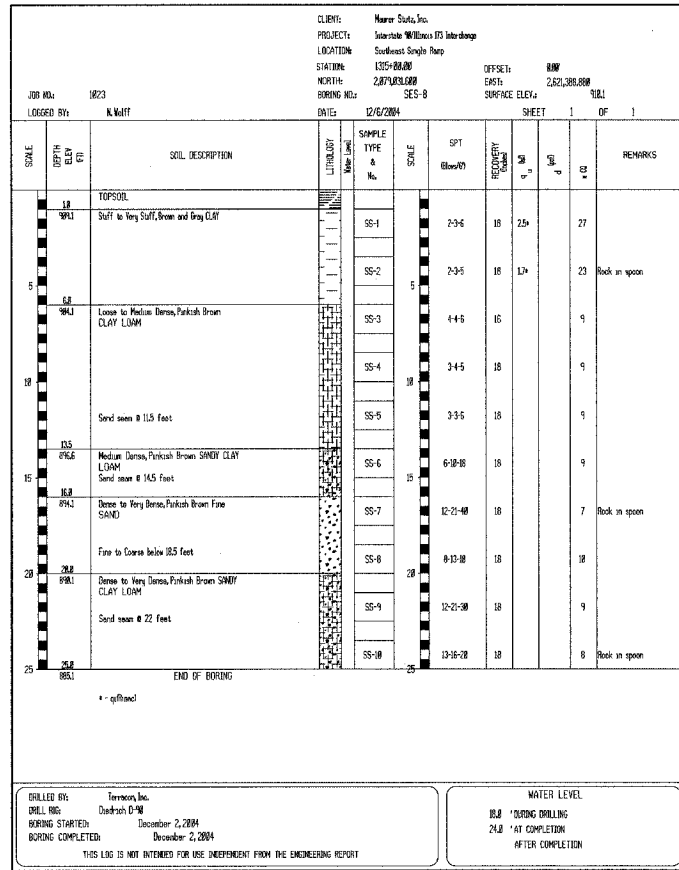 CLIENT: Maurer Stutz, Inc.
PROJECT: Interstate 90/Illinois 173 Interchange
LOCATION: Southeast Single Ramp
STATION: 1315+00.00 OFFSET: 0.00
NORTH: 2,079,031.600 EAST: 2,621,388.880
JOB NO.: 1023 BORING NO.: SES-8 SURFACE ELEV.: 910.1
LOGGED BY: N. Wolff DATE: 12/6/2004 SHEET 1 OF 1
SCALE DEPTH ELEV (Ft) SOIL DESCRIPTION LITHOLOGY Water Level SAMPLE TYPE & No. SCALE SPT (Blows/6") RECOVERY (Inches) q u (tsf) d (pcf) REMARKS
TOPSOIL
1.0
909.1 Stiff to Very Stiff, Brown and Gray CLAY
SS-1 2-3-6 18 2.5* 27
SS-2 2-3-5 16 1.7* 23 Rock in spoon
5 5
6.0
904.1 Loose to Medium Dense, Pinkish Brown
CLAY LOAM
SS-3 4-4-6 16 9
SS-4 3-4-5 18 9
10 10
Sand seam @ 11.5 feet SS-5 3-3-6 18 9
13.5
896.6 Medium Dense, Pinkish Brown SANDY CLAY
LOAM SS-6 6-10-18 18 9
Sand seam @ 14.5 feet
15 15
16.0
894.1 Dense to Very Dense, Pinkish Brown Fine
SAND SS-7 12-21-40 18 7 Rock in spoon
Fine to Coarse below 18.5 feet SS-8 8-13-18 18 10
20.0
20 20
890.1 Dense to Very Dense, Pinkish Brown SANDY
CLAY LOAM
SS-9 12-21-30 18 9
Sand seam @ 22 feet
SS-10 13-16-20 18 8 Rock in spoon
25.0
25 25
885.1 END OF BORING
* - qu(Rimac)
DRILLED BY: Terracon, Inc.
DRILL RIG: Diedrich D-90
BORING STARTED: December 2, 2004
BORING COMPLETED: December 2, 2004
THIS LOG IS NOT INTENDED FOR USE INDEPENDENT FROM THE ENGINEERING REPORT
WATER LEVEL
18.0 ' DURING DRILLING
24.0 ' AT COMPLETION
AFTER COMPLETION